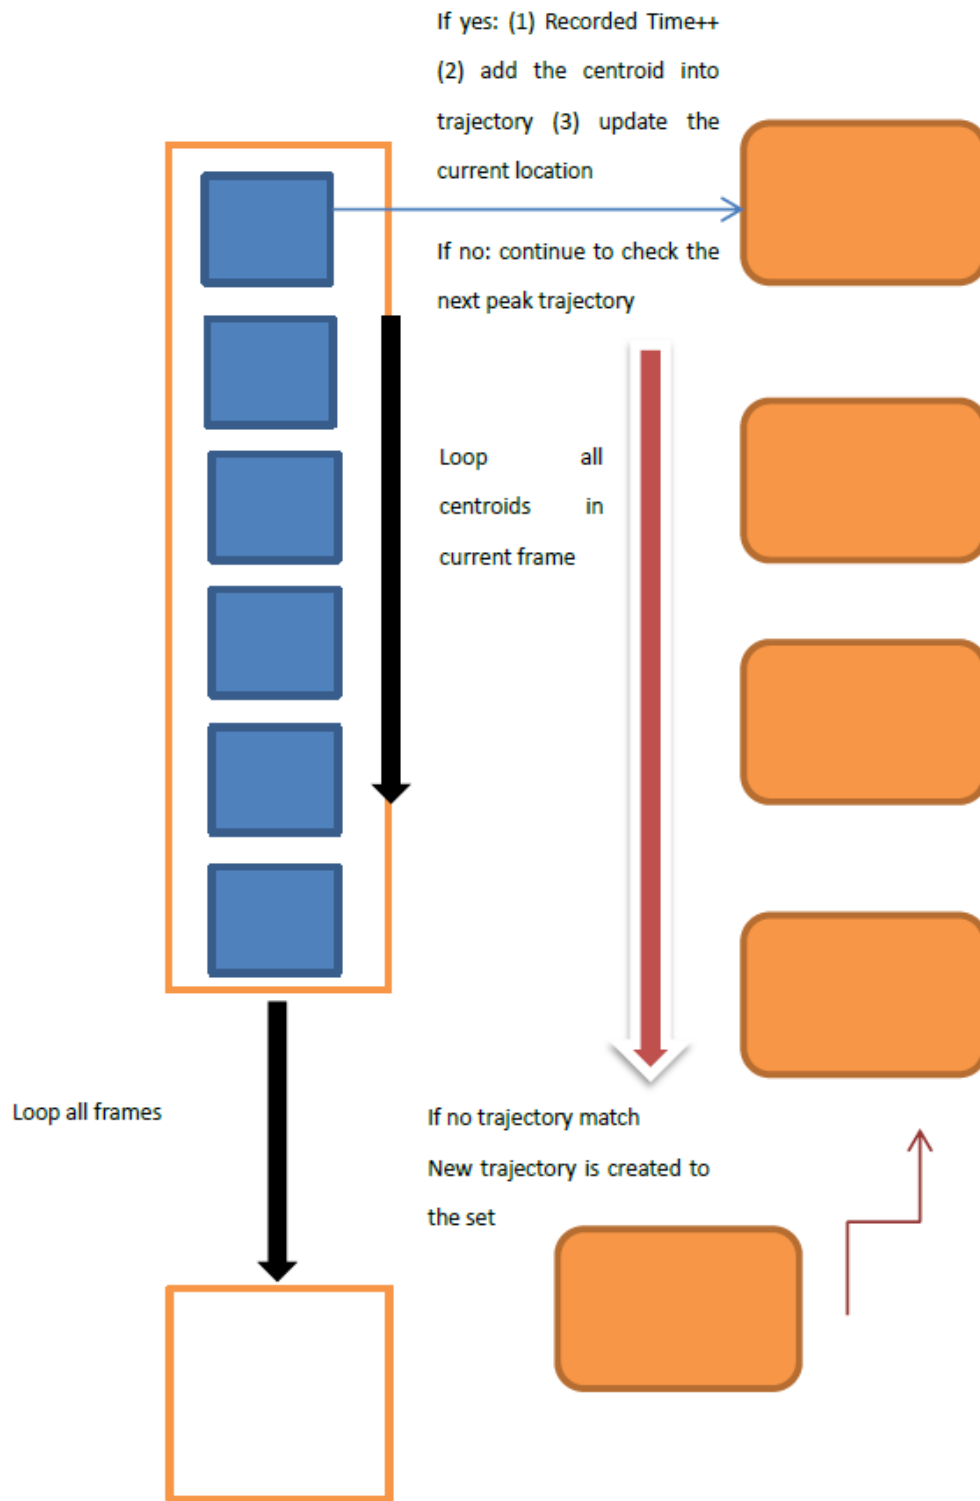 If yes: (1) Recorded Time++
(2) add the centroid into
trajectory (3) update the
current location
If no: continue to check the
next peak trajectory
Loop all
centroids in
current frame
Loop all frames
If no trajectory match
New trajectory is created to
the set